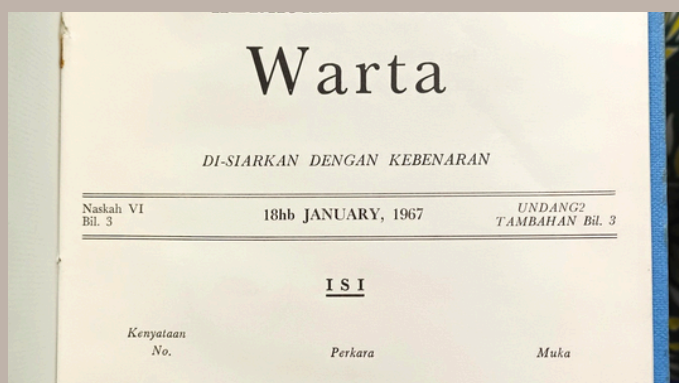 Warta
DI-SIARKAN DENGAN KEBENARAN
Naskah VI
Bil. 3
18hb JANUARY, 1967
UNDANG2
TAMBAHAN Bil. 3
ISI
Kenyataan
No.
Perkara
Muka